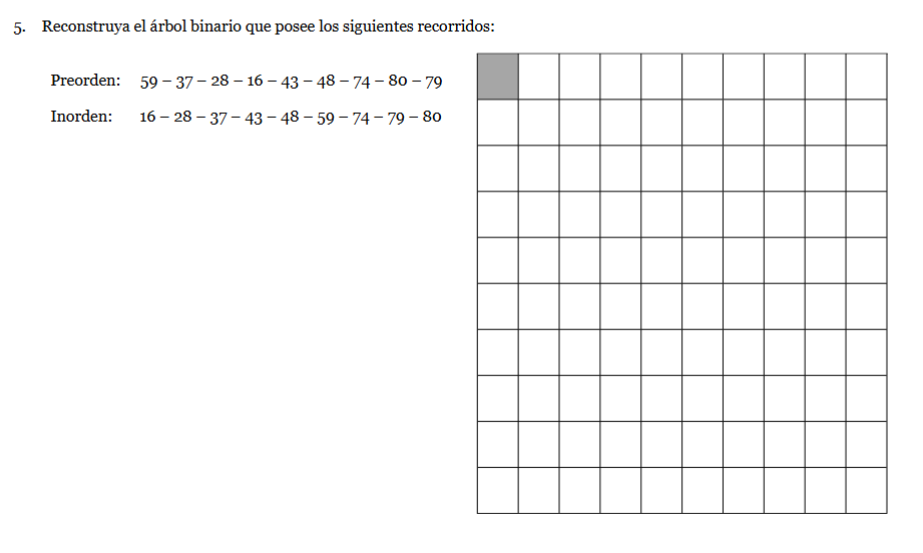 5. Reconstruya el árbol binario que posee los siguientes recorridos:
Preorden: 59 – 37 – 28 – 16 – 43 – 48 – 74 – 80 – 79
Inorden: 16 – 28 – 37 – 43 – 48 – 59 – 74 – 79 – 80